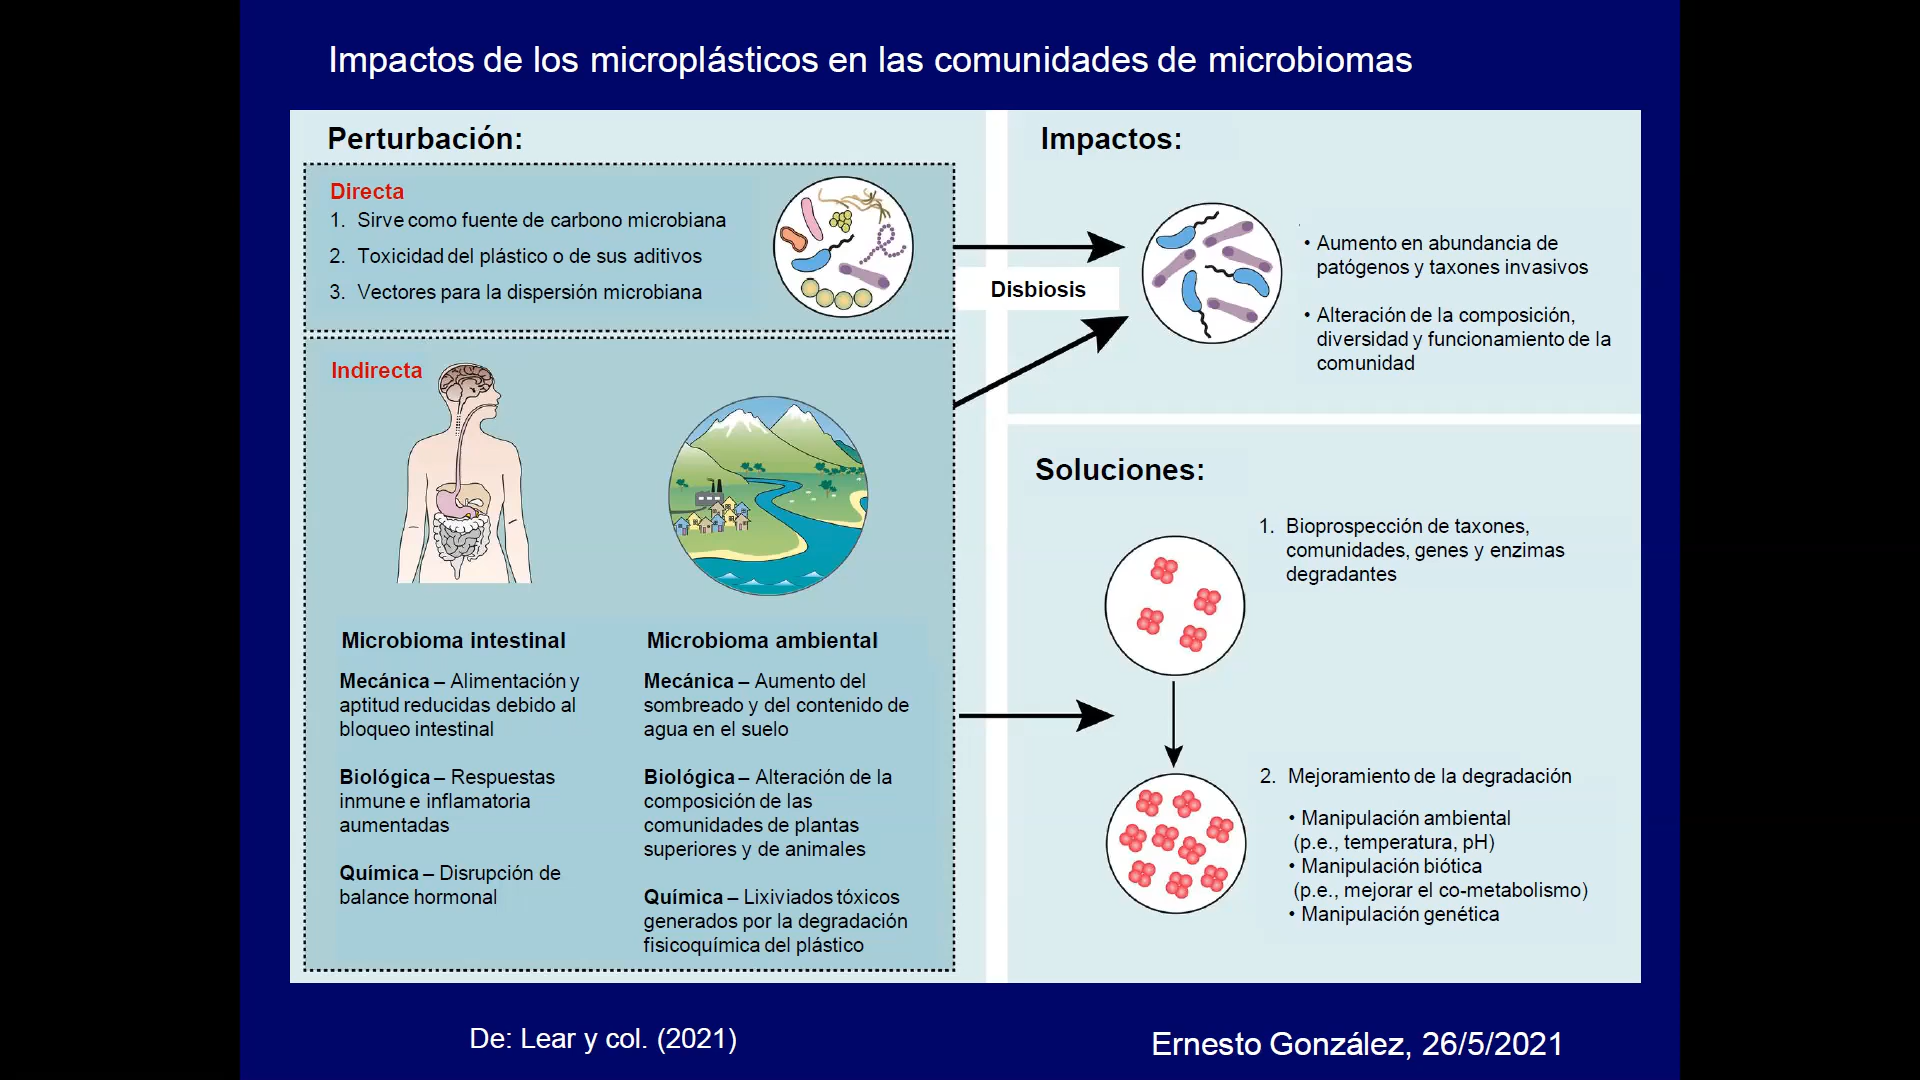 Impactos de los microplásticos en las comunidades de microbiomas
Perturbación:
Directa
1. Sirve como fuente de carbono microbiana
2. Toxicidad del plástico o de sus aditivos
3. Vectores para la dispersión microbiana
Indirecta
Microbioma intestinal
Mecánica – Alimentación y
aptitud reducidas debido al
bloqueo intestinal
Biológica – Respuestas
inmune e inflamatoria
aumentadas
Química – Disrupción de
balance hormonal
Microbioma ambiental
Mecánica – Aumento del
sombreado y del contenido de
agua en el suelo
Biológica – Alteración de la
composición de las
comunidades de plantas
superiores y de animales
Química – Lixiviados tóxicos
generados por la degradación
fisicoquímica del plástico
Disbiosis
Impactos:
• Aumento en abundancia de
patógenos y taxones invasivos
• Alteración de la composición,
diversidad y funcionamiento de la
comunidad
Soluciones:
1. Bioprospección de taxones,
comunidades, genes y enzimas
degradantes
2. Mejoramiento de la degradación
• Manipulación ambiental
(p.e., temperatura, pH)
• Manipulación biótica
(p.e., mejorar el co-metabolismo)
• Manipulación genética
De: Lear y col. (2021)
Ernesto González, 26/5/2021